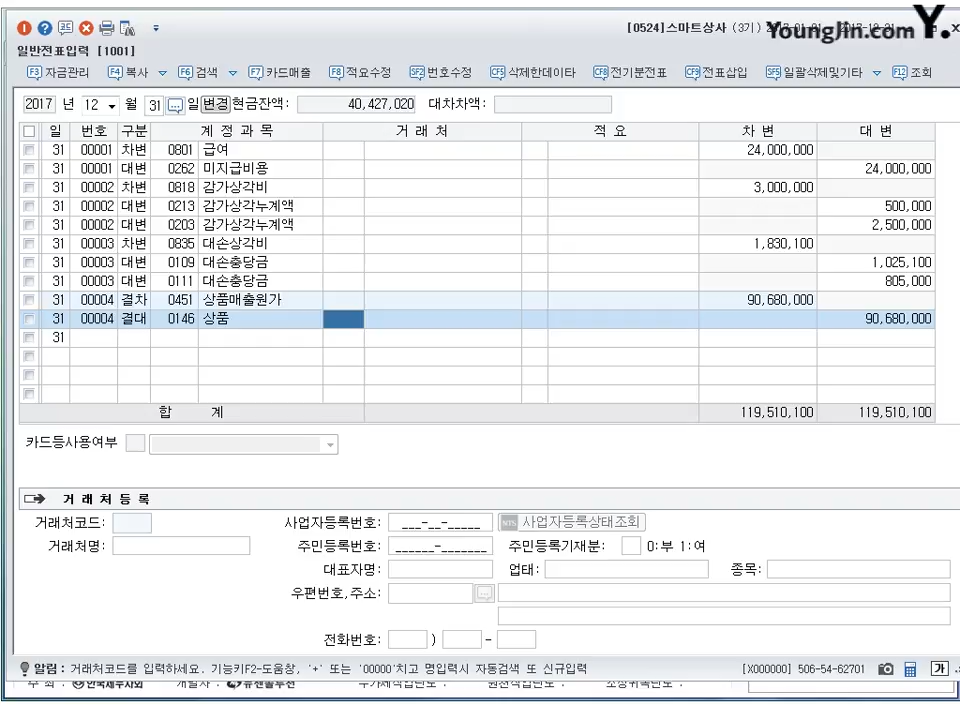 [0524]스마트상사 (3기) 2017-01-01 ~ 2017-12-31
YoungJin.com Y.
일반전표입력 [1001]
F3 자금관리 F4 복사 F6 검색 F7 카드매출 F8 적요수정 SF2 번호수정 CF5 삭제한데이타 CF8 전기분전표 CF9 전표삽입 SF5 일괄삭제및기타 F12 조회
2017 년 12 월 31 일 변경 현금잔액: 40,427,020 대차차액:
일 번호 구분 계 정 과 목 거 래 처 적 요 차 변 대 변
31 00001 차변 0801 급여 24,000,000
31 00001 대변 0262 미지급비용 24,000,000
31 00002 차변 0818 감가상각비 3,000,000
31 00002 대변 0213 감가상각누계액 500,000
31 00002 대변 0203 감가상각누계액 2,500,000
31 00003 차변 0835 대손상각비 1,830,100
31 00003 대변 0109 대손충당금 1,025,100
31 00003 대변 0111 대손충당금 805,000
31 00004 결차 0451 상품매출원가 90,680,000
31 00004 결대 0146 상품 90,680,000
31
합 계 119,510,100 119,510,100
카드등사용여부
거 래 처 등 록
거래처코드: 사업자등록번호: ___-__-_____ NTS 사업자등록상태조회
거래처명: 주민등록번호: ______-_______ 주민등록기재분: 0:부 1:여
대표자명: 업태: 종목:
우편번호,주소:
전화번호: ) -
알림 : 거래처코드를 입력하세요. 기능키F2-도움창, '+' 또는 '00000'치고 명입력시 자동검색 또 신규입력 [X000000] 506-54-62701 가